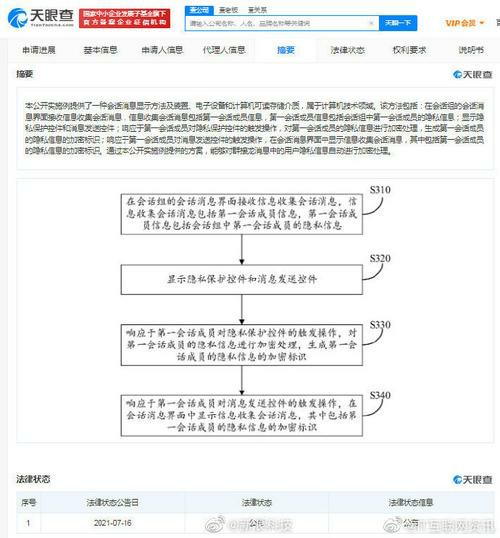 天眼查
TianYanCha.com
国家中小企业发展子基金旗下
官方备案企业征信机构
查公司
查老板
查关系
请输入公司名称、人名、品牌名称等关键词
天眼一下
VIP会员
申请进展
基本信息
申请人信息
代理人信息
摘要
法律状态
权利要求
说明书
摘要
天眼查
本公开实施例提供了一种会话消息显示方法及装置、电子设备和计算机可读存储介质，属于计算机技术领域。该方法包括：在会话组的会话消
息界面接收信息收集会话消息，信息收集会话消息包括第一会话成员信息，第一会话成员信息包括会话组中第一会话成员的隐私信息；显示隐
私保护控件和消息发送控件；响应于第一会话成员对隐私保护控件的触发操作，对第一会话成员的隐私信息进行加密处理，生成第一会话成员
的隐私信息的加密标识；响应于第一会话成员对消息发送控件的触发操作，在会话消息界面中显示信息收集会话消息，其中包括第一会话成员
的隐私信息的加密标识。通过本公开实施例提供的方案，能够对群接龙消息中的用户隐私信息自动进行加密处理。
S310
在会话组的会话消息界面接收信息收集会话消息，信
息收集会话消息包括第一会话成员信息，第一会话成
员信息包括会话组中第一会话成员的隐私信息
S320
显示隐私保护控件和消息发送控件
S330
响应于第一会话成员对隐私保护控件的触发操作，对
第一会话成员的隐私信息进行加密处理，生成第一会
话成员的隐私信息的加密标识
S340
响应于第一会话成员对消息发送控件的触发操作，在
会话消息界面中显示信息收集会话消息，其中包括第
一会话成员的隐私信息的加密标识
法律状态
天眼查
序号
法律状态公告日
法律状态
法律状态信息
1
2021-07-16
公布
公布
@新浪科技
@IT互联网资讯